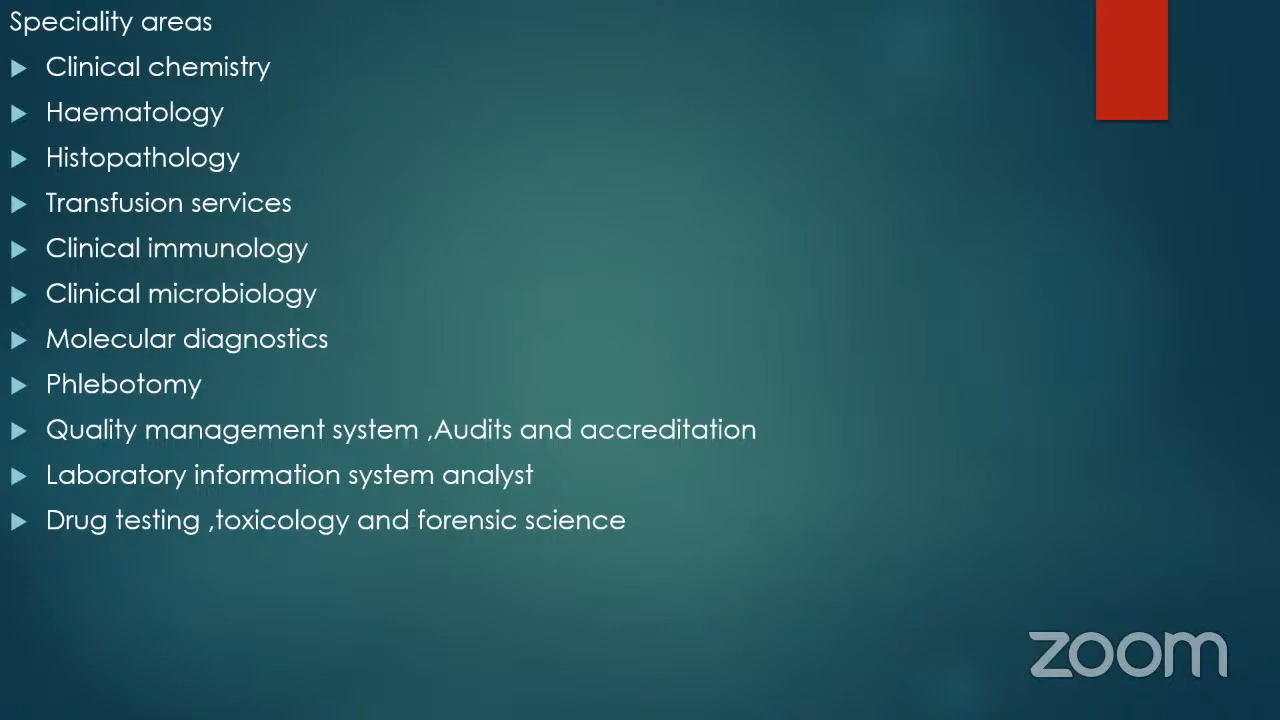 Speciality areas
Clinical chemistry
Haematology
Histopathology
Transfusion services
Clinical immunology
Clinical microbiology
Molecular diagnostics
Phlebotomy
Quality management system ,Audits and accreditation
Laboratory information system analyst
Drug testing ,toxicology and forensic science
zoom